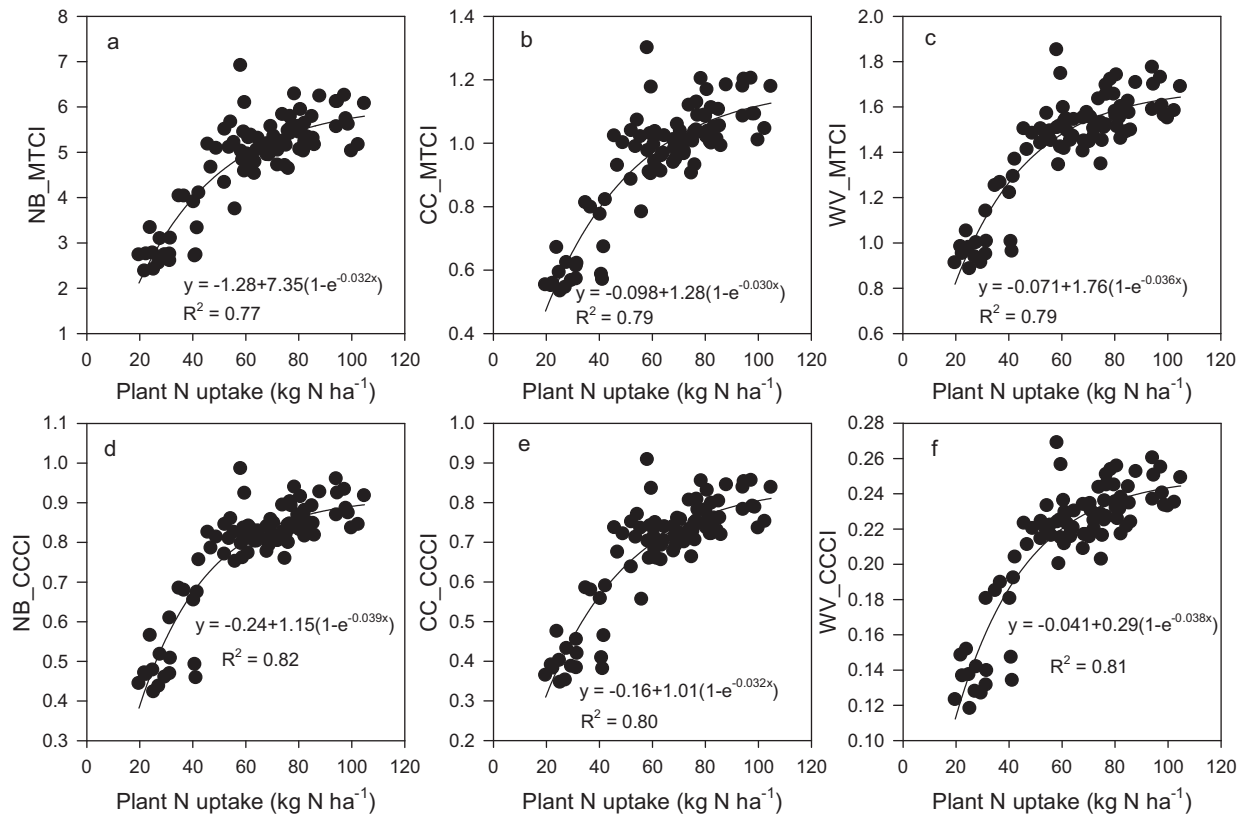 a
8
7
6
5
4
3
2
1
NB_MTCI
y = -1.28+7.35(1-e^-0.032x)
R² = 0.77
0 20 40 60 80 100 120
Plant N uptake (kg N ha⁻¹)
b
1.4
1.2
1.0
0.8
0.6
0.4
CC_MTCI
y = -0.098+1.28(1-e^-0.030x)
R² = 0.79
0 20 40 60 80 100 120
Plant N uptake (kg N ha⁻¹)
c
2.0
1.8
1.6
1.4
1.2
1.0
0.8
0.6
WV_MTCI
y = -0.071+1.76(1-e^-0.036x)
R² = 0.79
0 20 40 60 80 100 120
Plant N uptake (kg N ha⁻¹)
d
1.1
1.0
0.9
0.8
0.7
0.6
0.5
0.4
0.3
NB_CCCI
y = -0.24+1.15(1-e^-0.039x)
R² = 0.82
0 20 40 60 80 100 120
Plant N uptake (kg N ha⁻¹)
e
1.0
0.9
0.8
0.7
0.6
0.5
0.4
0.3
0.2
CC_CCCI
y = -0.16+1.01(1-e^-0.032x)
R² = 0.80
0 20 40 60 80 100 120
Plant N uptake (kg N ha⁻¹)
f
0.28
0.26
0.24
0.22
0.20
0.18
0.16
0.14
0.12
0.10
WV_CCCI
y = -0.041+0.29(1-e^-0.038x)
R² = 0.81
0 20 40 60 80 100 120
Plant N uptake (kg N ha⁻¹)